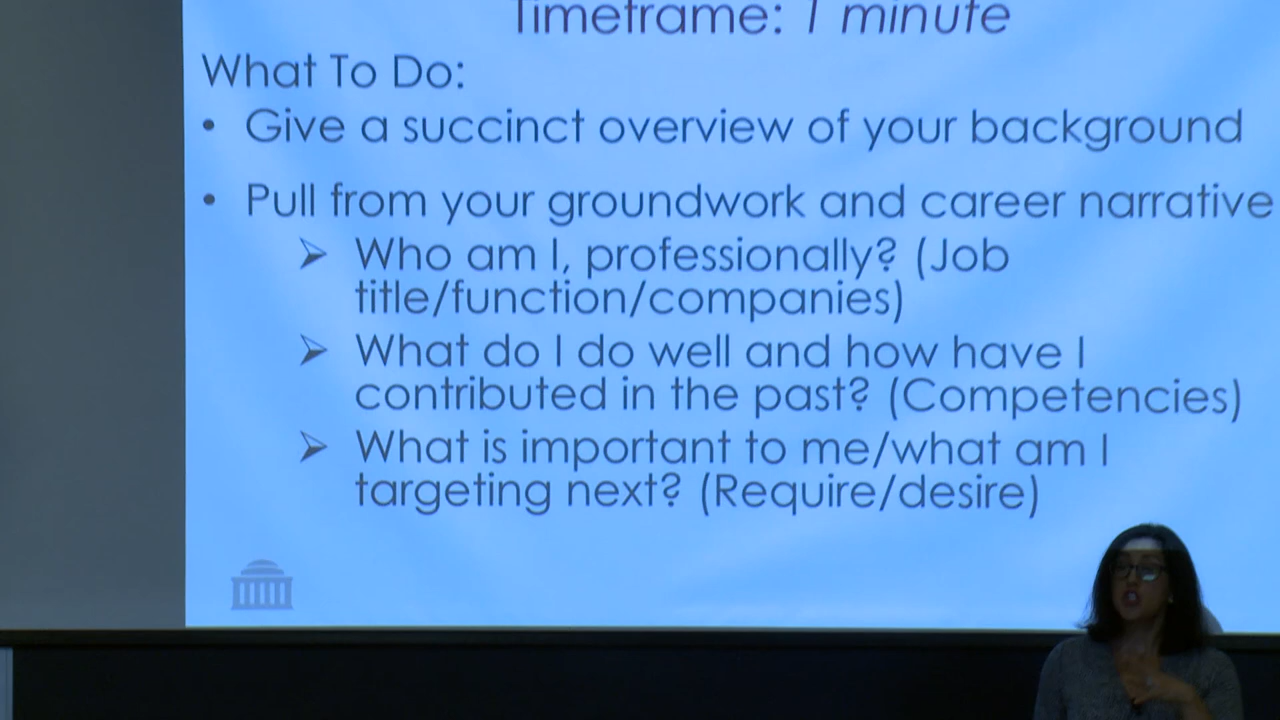 Timeframe: 1 minute
What To Do:
• Give a succinct overview of your background
• Pull from your groundwork and career narrative
➢ Who am I, professionally? (Job
title/function/companies)
➢ What do I do well and how have I
contributed in the past? (Competencies)
➢ What is important to me/what am I
targeting next? (Require/desire)